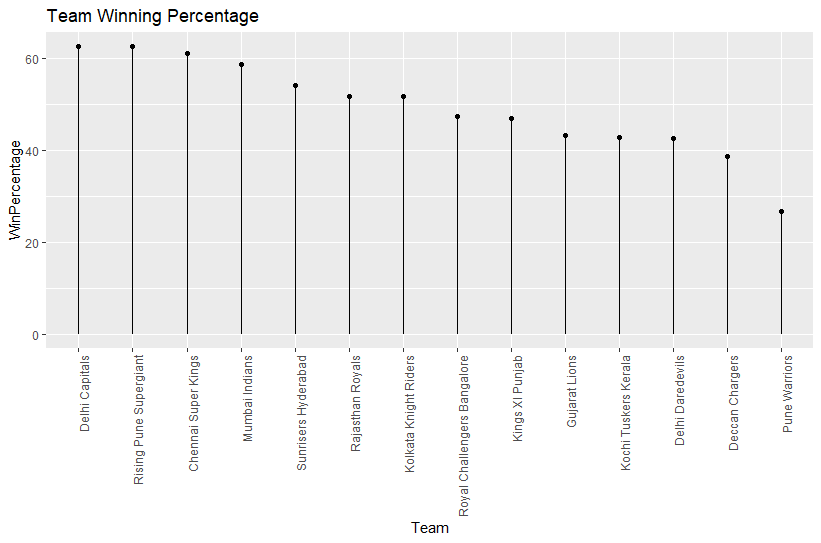 Team Winning Percentage
WinPercentage
60
40
20
0
Delhi Capitals
Rising Pune Supergiant
Chennai Super Kings
Mumbai Indians
Sunrisers Hyderabad
Rajasthan Royals
Kolkata Knight Riders
Royal Challengers Bangalore
Kings XI Punjab
Gujarat Lions
Kochi Tuskers Kerala
Delhi Daredevils
Deccan Chargers
Pune Warriors
Team